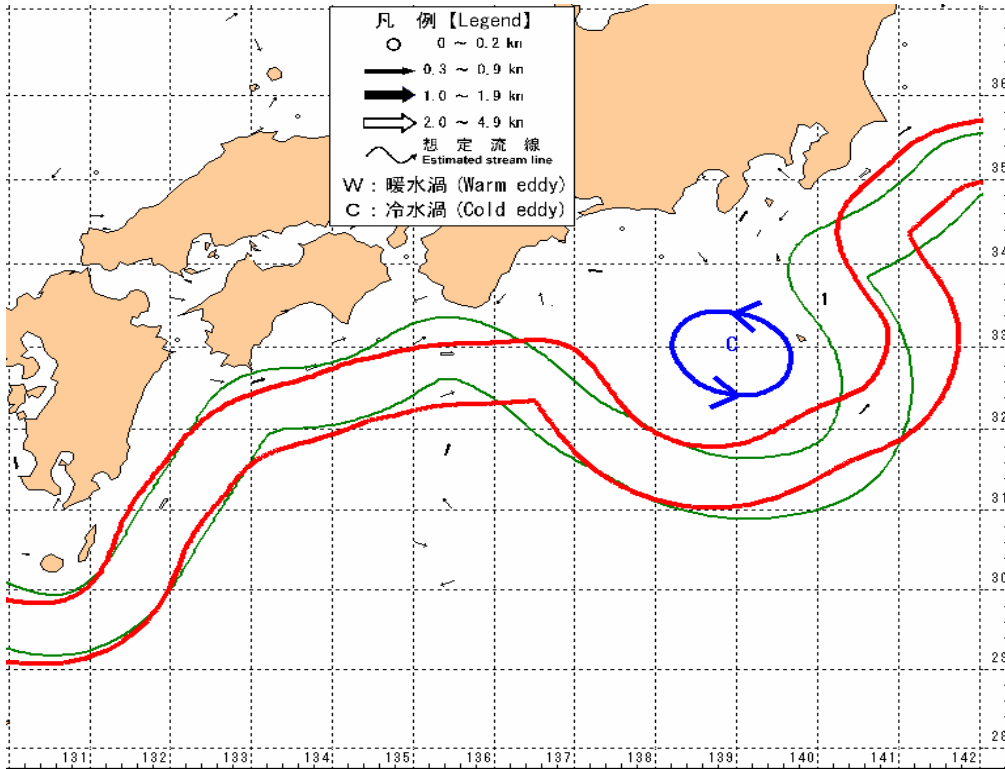 凡 例【Legend】
0 ~ 0.2 kn
0.3 ~ 0.9 kn
1.0 ~ 1.9 kn
2.0 ~ 4.9 kn
想 定 流 線
Estimated stream line
W : 暖水渦 (Warm eddy)
C : 冷水渦 (Cold eddy)
36
35
34
33
C
32
31
30
29
28
131 132 133 134 135 136 137 138 139 140 141 142